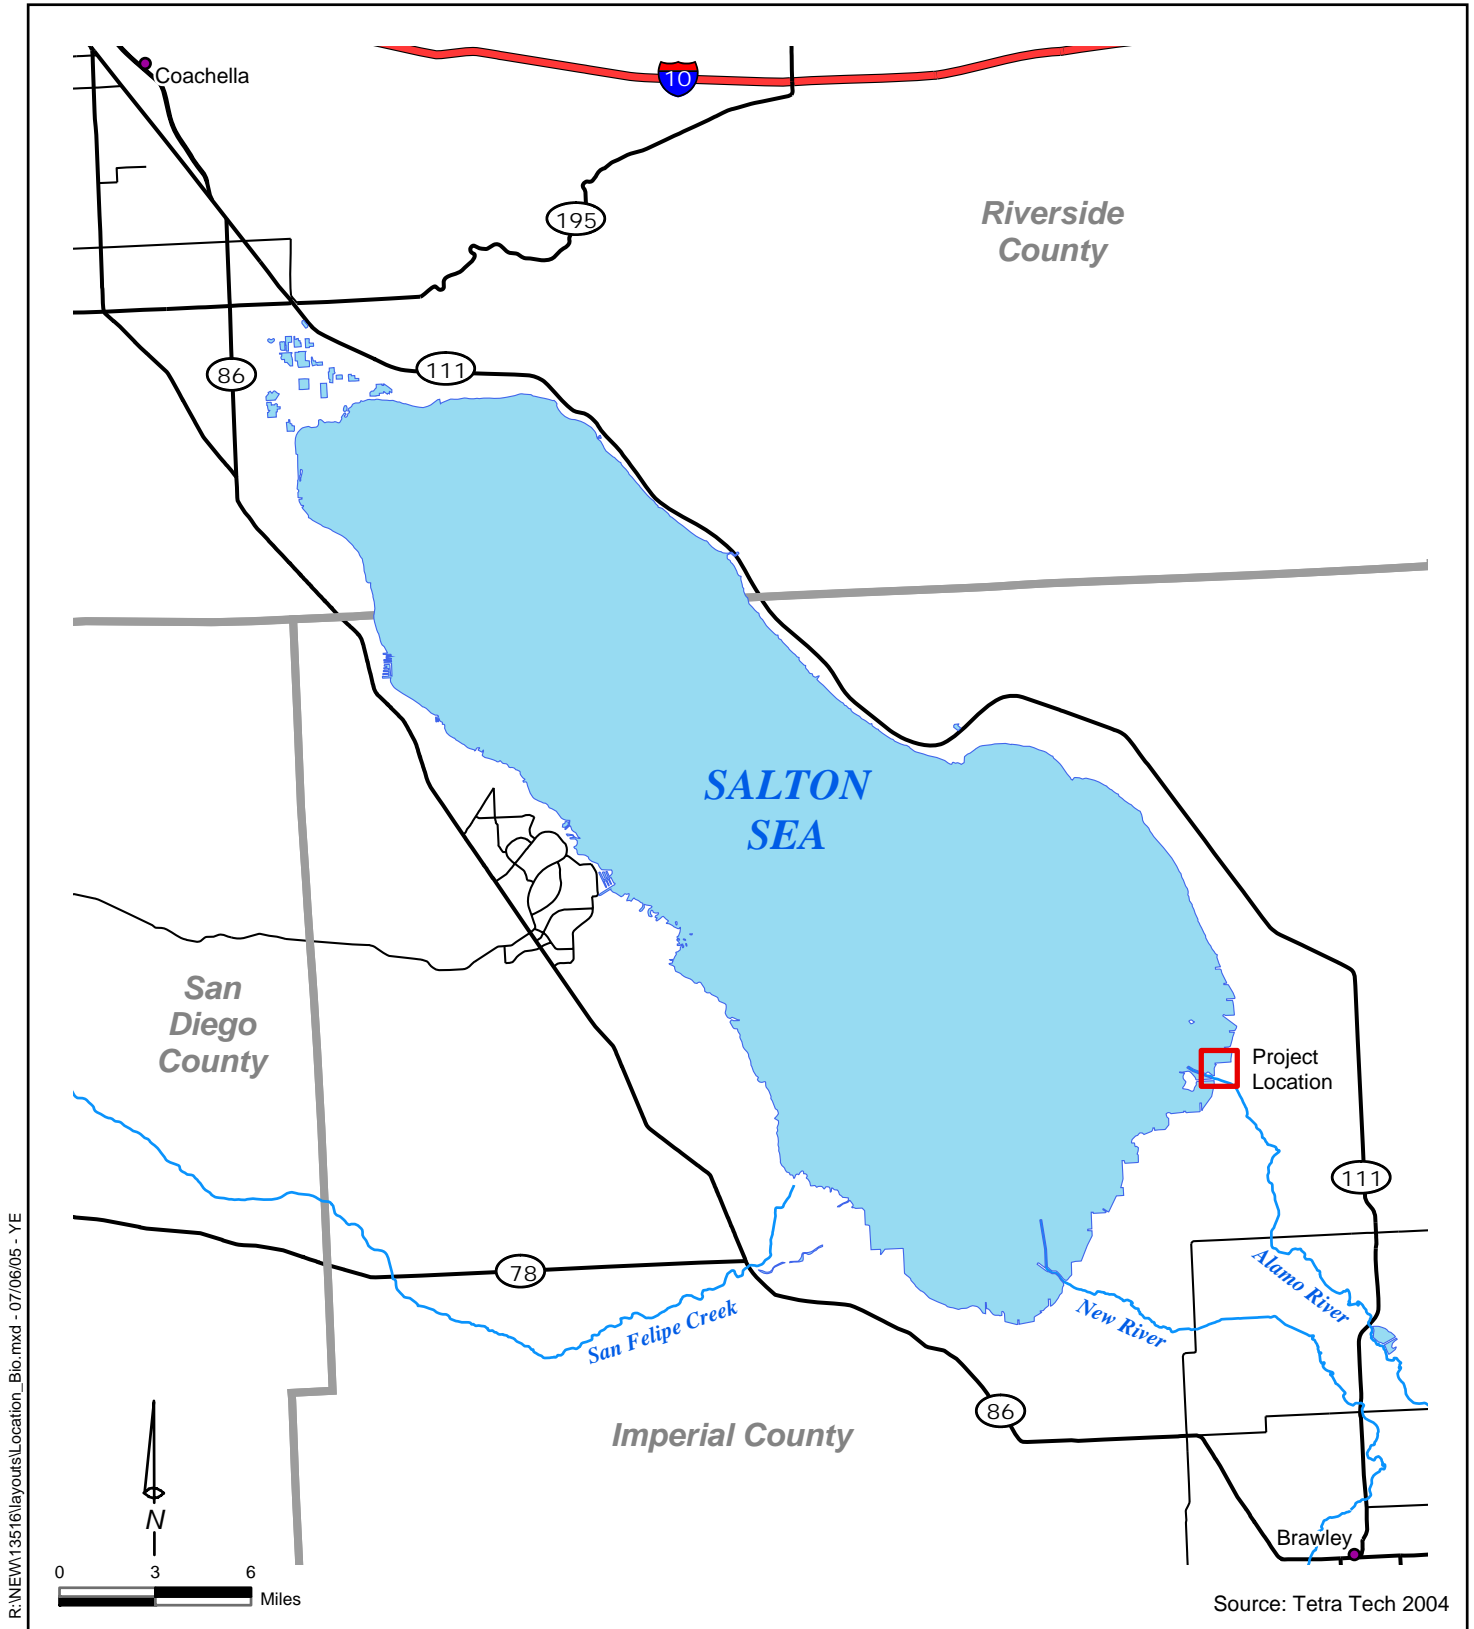 Coachella
10
195
Riverside
County
86
111
SALTON
SEA
San
Diego
County
Project
Location
111
78
San Felipe Creek
New River
Alamo River
86
Imperial County
N
Brawley
0 3 6
Miles
Source: Tetra Tech 2004
R:\NEW\13516\layouts\Location_Bio.mxd - 07/06/05 - YE